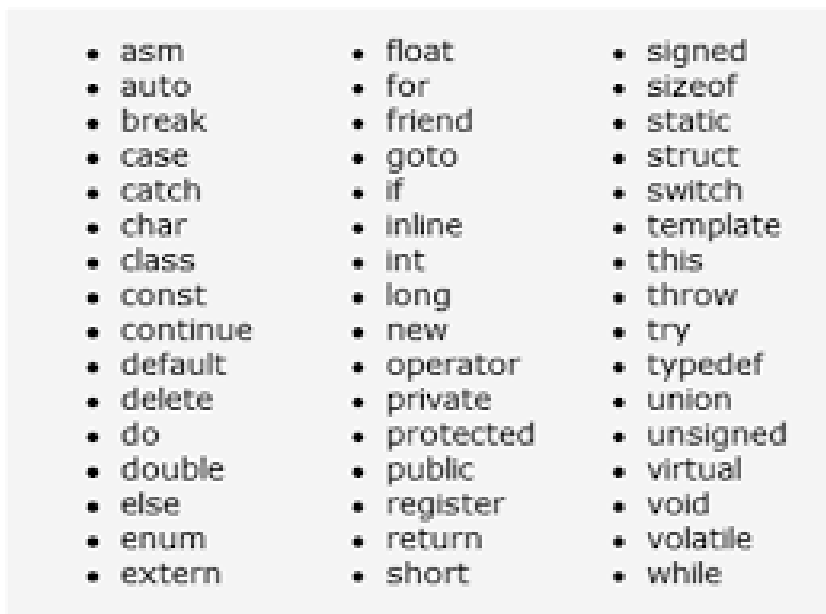 • asm
• auto
• break
• case
• catch
• char
• class
• const
• continue
• default
• delete
• do
• double
• else
• enum
• extern
• float
• for
• friend
• goto
• if
• inline
• int
• long
• new
• operator
• private
• protected
• public
• register
• return
• short
• signed
• sizeof
• static
• struct
• switch
• template
• this
• throw
• try
• typedef
• union
• unsigned
• virtual
• void
• volatile
• while